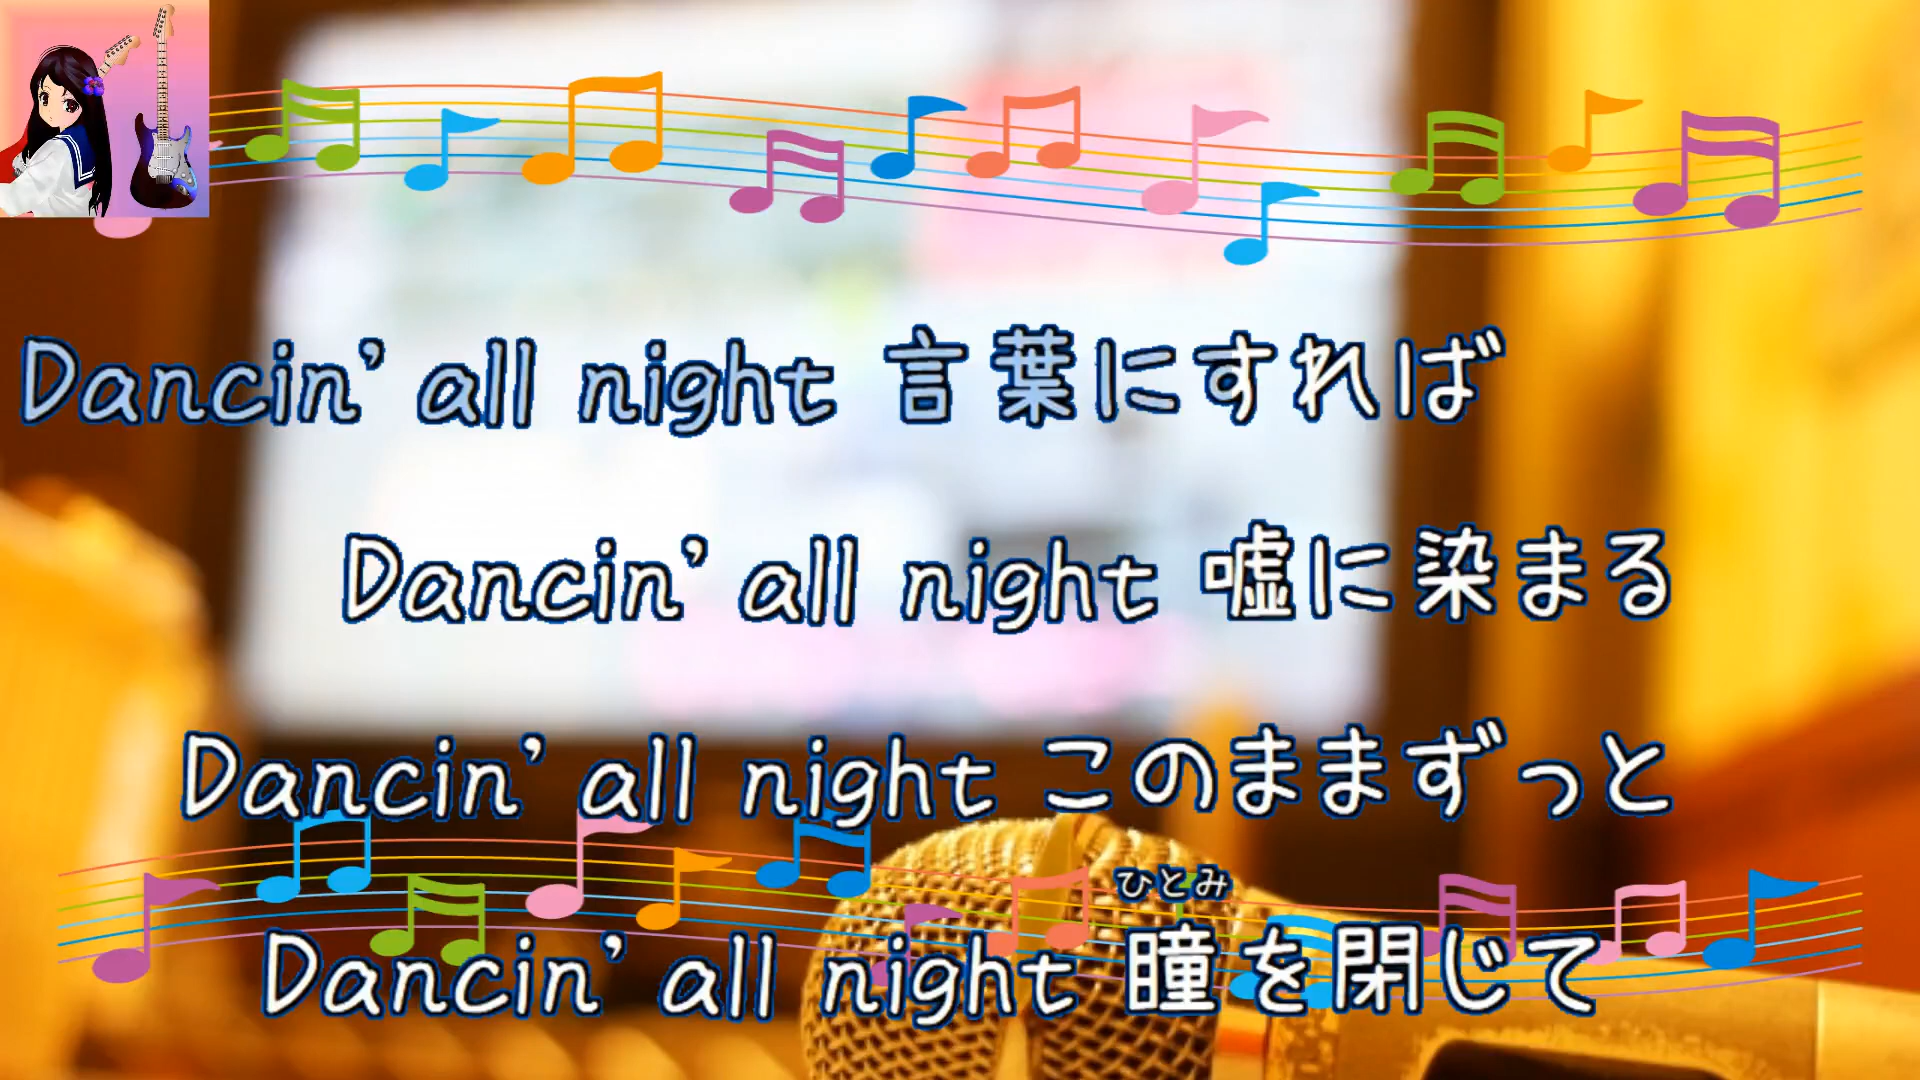 Dancin' all night 言葉にすれば
Dancin' all night 嘘に染まる
Dancin' all night このままずっと
ひとみ
Dancin' all night 瞳を閉じて